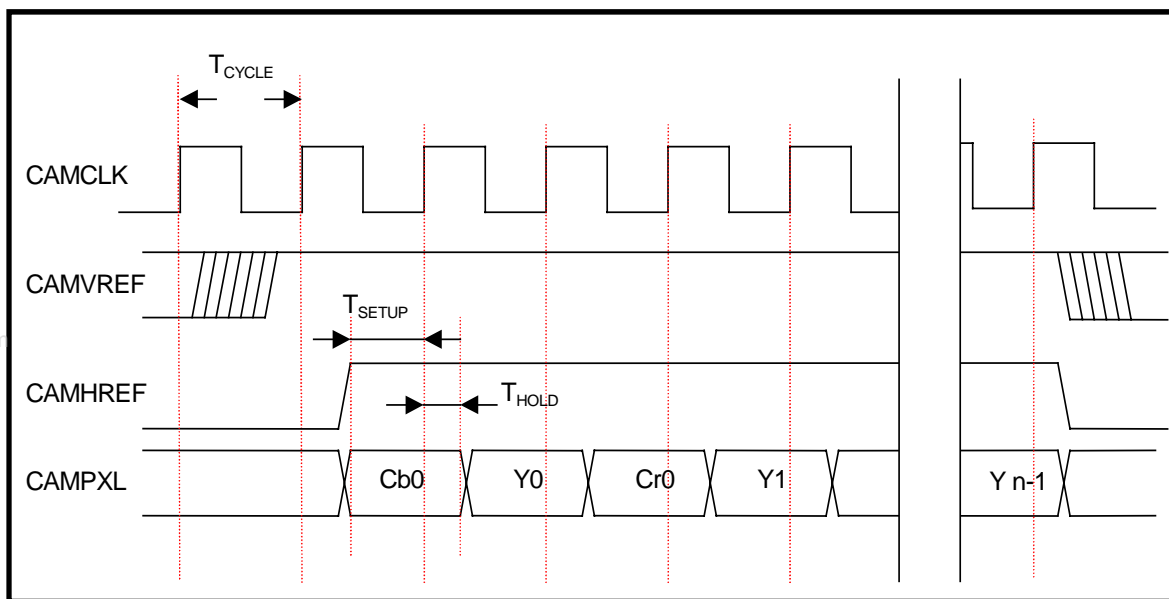 TCYCLE
CAMCLK
CAMVREF
TSETUP
n
CAMHREF
THOLD
CAMPXL
Cb0 Y0 Cr0 Y1 Y n-1